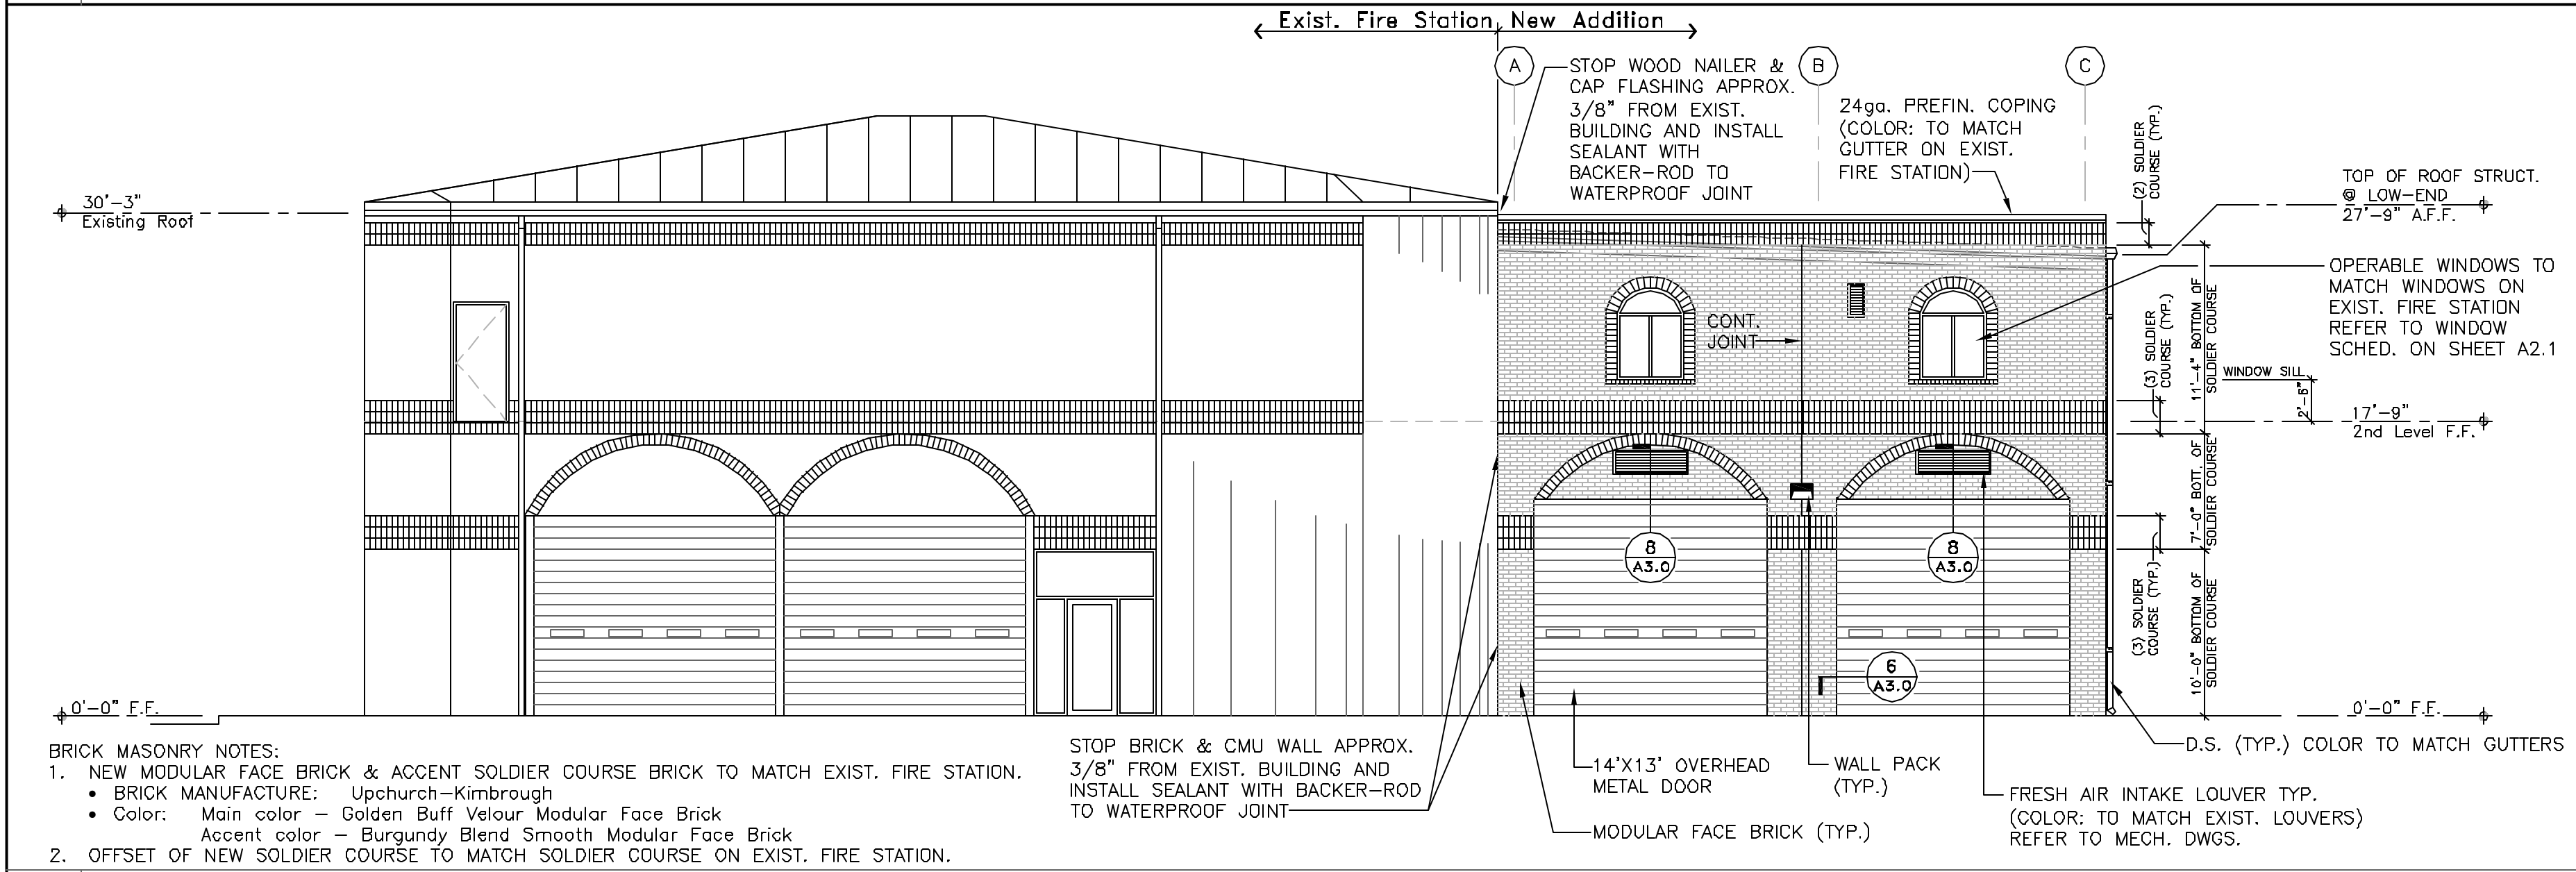 Exist. Fire Station New Addition
A
B
C
STOP WOOD NAILER &
CAP FLASHING APPROX.
3/8" FROM EXIST.
BUILDING AND INSTALL
SEALANT WITH
BACKER-ROD TO
WATERPROOF JOINT
24ga. PREFIN. COPING
(COLOR: TO MATCH
GUTTER ON EXIST.
FIRE STATION)
(2) SOLDIER
COURSE (TYP.)
TOP OF ROOF STRUCT.
@ LOW-END
27'-9" A.F.F.
30'-3"
Existing Roof
OPERABLE WINDOWS TO
MATCH WINDOWS ON
EXIST. FIRE STATION
REFER TO WINDOW
SCHED. ON SHEET A2.1
CONT.
JOINT
(3) SOLDIER
COURSE (TYP.)
11'-4" BOTTOM OF
SOLDIER COURSE
WINDOW SILL
2'-6"
17'-9"
2nd Level F.F.
7'-0" BOTT. OF
SOLDIER COURSE
8
A3.0
8
A3.0
(3) SOLDIER
COURSE (TYP.)
10'-0" BOTTOM OF
SOLDIER COURSE
6
A3.0
0'-0" F.F.
0'-0" F.F.
BRICK MASONRY NOTES:
1. NEW MODULAR FACE BRICK & ACCENT SOLDIER COURSE BRICK TO MATCH EXIST. FIRE STATION.
• BRICK MANUFACTURE: Upchurch-Kimbrough
• Color: Main color - Golden Buff Velour Modular Face Brick
Accent color - Burgundy Blend Smooth Modular Face Brick
2. OFFSET OF NEW SOLDIER COURSE TO MATCH SOLDIER COURSE ON EXIST. FIRE STATION.
STOP BRICK & CMU WALL APPROX.
3/8" FROM EXIST. BUILDING AND
INSTALL SEALANT WITH BACKER-ROD
TO WATERPROOF JOINT
14'X13' OVERHEAD
METAL DOOR
MODULAR FACE BRICK (TYP.)
WALL PACK
(TYP.)
D.S. (TYP.) COLOR TO MATCH GUTTERS
FRESH AIR INTAKE LOUVER TYP.
(COLOR: TO MATCH EXIST. LOUVERS)
REFER TO MECH. DWGS.